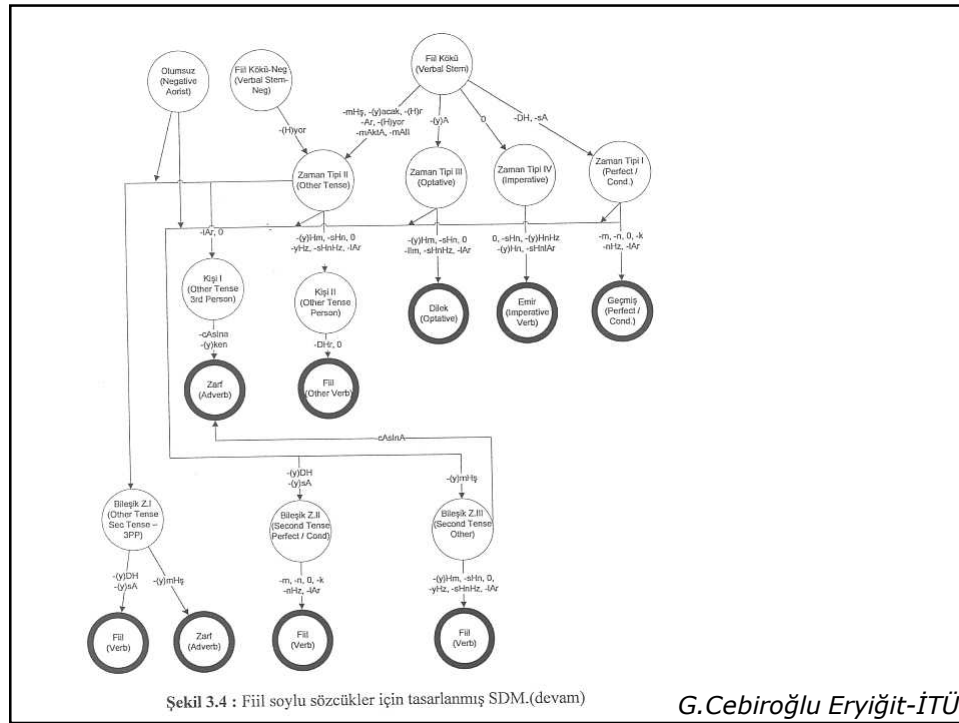 Olumsuz
(Negative
Aorist)
Fiil Kökü-Neg
(Verbal Stem-
Neg)
Fiil Kökü
(Verbal Stem)
-(H)yor
-mHş, -(y)acak, -(H)r
-Ar, -(H)yor
-mAktA, -mAlI
-(y)A
0
-DH, -sA
Zaman Tipi II
(Other Tense)
Zaman Tipi III
(Optative)
Zaman Tipi IV
(Imperative)
Zaman Tipi I
(Perfect /
Cond.)
-lAr, 0
-(y)Hm, -sHn, 0
-yHz, -sHnHz, -lAr
-(y)Hm, -sHn, 0
-lIm, -sHnHz, -lAr
0, -sHn, -(y)HnHz
-(y)Hn, -sHnlAr
-m, -n, 0, -k
-nHz, -lAr
Kişi I
(Other Tense
3rd Person)
Kişi II
(Other Tense
Person)
Dilek
(Optative)
Emir
(Imperative
Verb)
Geçmiş
(Perfect /
Cond.)
-cAsIna
-(y)ken
-DHr, 0
Zarf
(Adverb)
Fiil
(Other Verb)
cAsInA
-(y)DH
-(y)sA
-(y)mHş
Bileşik Z.I
(Other Tense
Sec Tense –
3PP)
Bileşik Z.II
(Second Tense
Perfect / Cond)
Bileşik Z.III
(Second Tense
Other)
-(y)DH
-(y)sA
-(y)mHş
-m, -n, 0, -k
-nHz, -lAr
-(y)Hm, -sHn, 0,
-yHz, -sHnHz, -lAr
Fiil
(Verb)
Zarf
(Adverb)
Fiil
(Verb)
Fiil
(Verb)
Şekil 3.4 : Fiil soylu sözcükler için tasarlanmış SDM.(devam)
G.Cebiroğlu Eryiğit-İTÜ